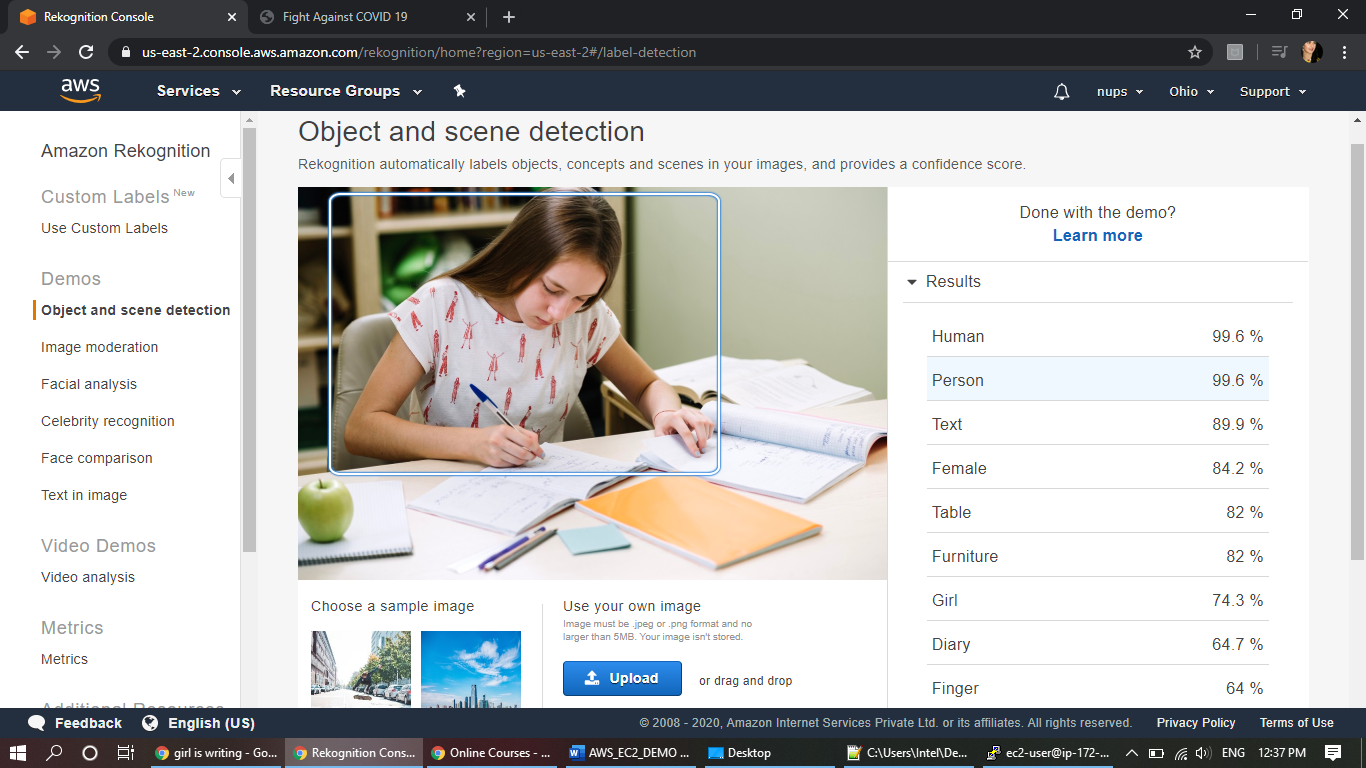 Rekognition Console
Fight Against COVID 19
us-east-2.console.aws.amazon.com/rekognition/home?region=us-east-2#/label-detection
aws
Services
Resource Groups
nups
Ohio
Support
Amazon Rekognition
Custom Labels New
Use Custom Labels
Demos
Object and scene detection
Image moderation
Facial analysis
Celebrity recognition
Face comparison
Text in image
Video Demos
Video analysis
Metrics
Metrics
Additional Resources
Object and scene detection
Rekognition automatically labels objects, concepts and scenes in your images, and provides a confidence score.
Choose a sample image
Use your own image
Image must be .jpeg or .png format and no
larger than 5MB. Your image isn't stored.
Upload
or drag and drop
Done with the demo?
Learn more
Results
Human 99.6 %
Person 99.6 %
Text 89.9 %
Female 84.2 %
Table 82 %
Furniture 82 %
Girl 74.3 %
Diary 64.7 %
Finger 64 %
Feedback
English (US)
© 2008 - 2020, Amazon Internet Services Private Ltd. or its affiliates. All rights reserved.
Privacy Policy
Terms of Use
girl is writing - Go...
Rekognition Cons...
Online Courses - ...
AWS_EC2_DEMO ...
Desktop
C:\Users\Intel\De...
ec2-user@ip-172-...
ENG
12:37 PM